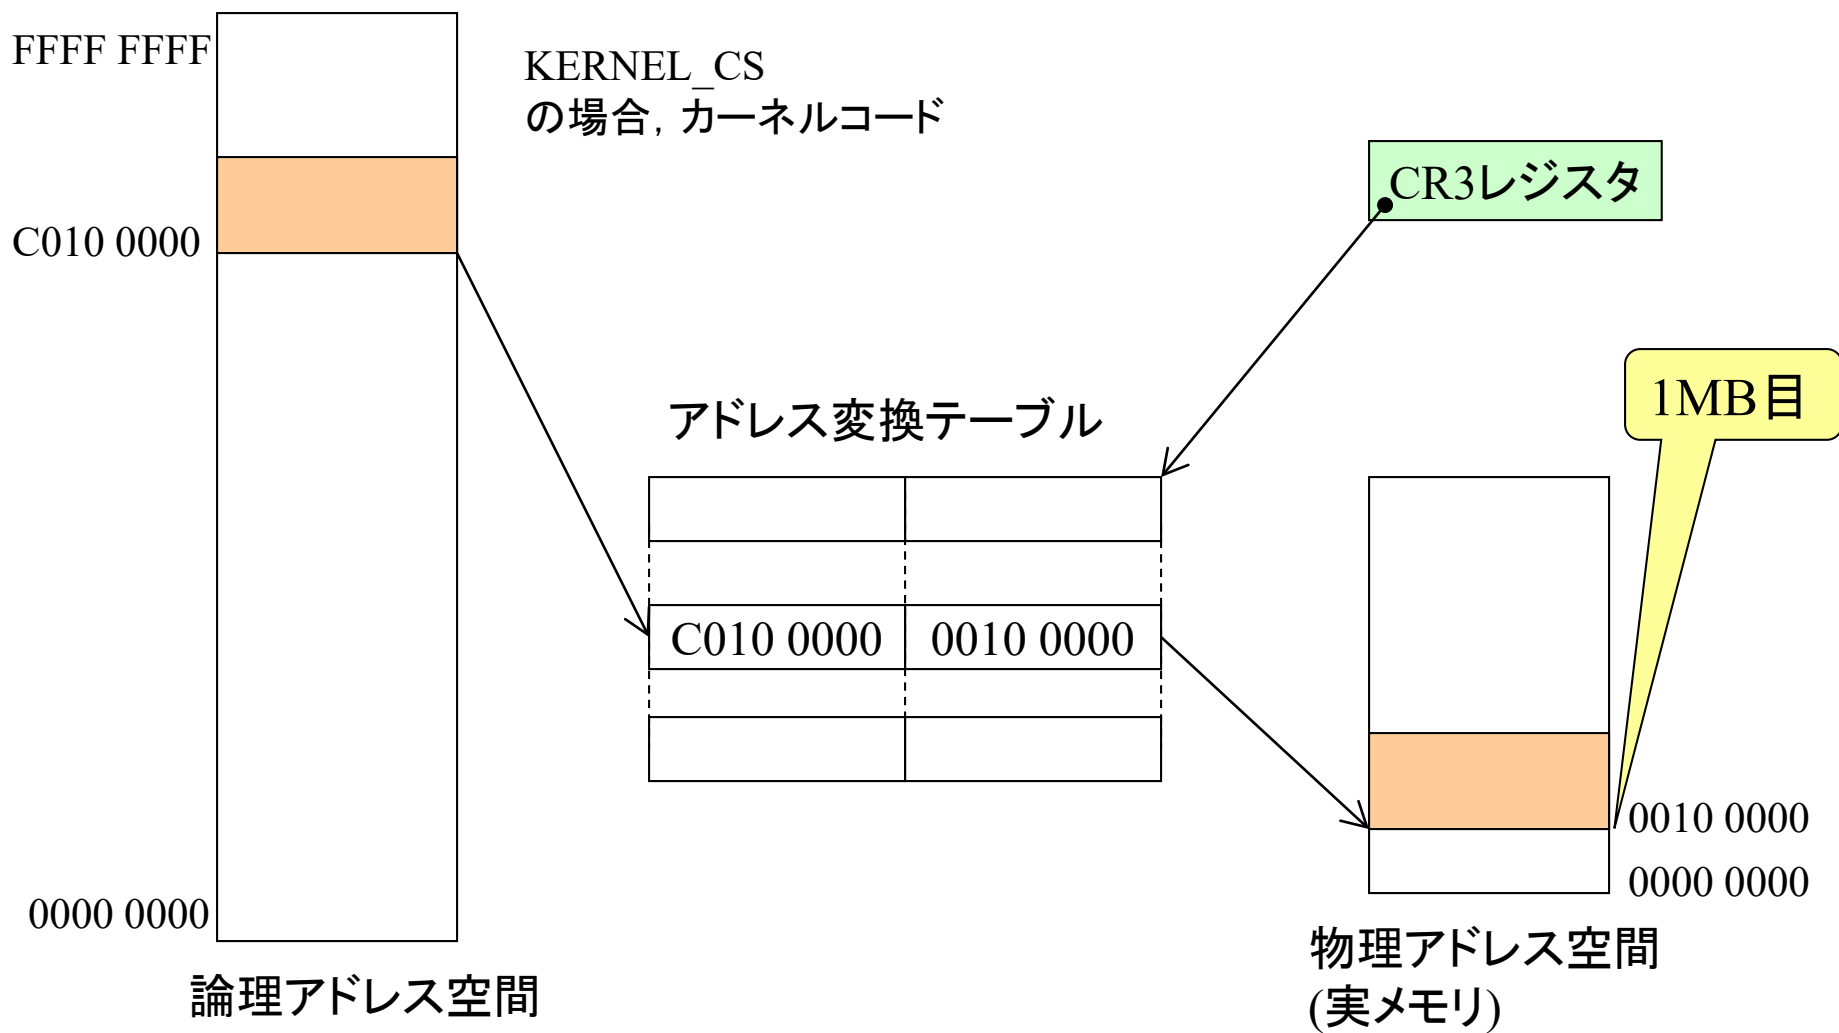 FFFF FFFF
KERNEL_CS
の場合, カーネルコード
CR3レジスタ
C010 0000
1MB目
アドレス変換テーブル
C010 0000 0010 0000
0010 0000
0000 0000
0000 0000
物理アドレス空間
(実メモリ)
論理アドレス空間